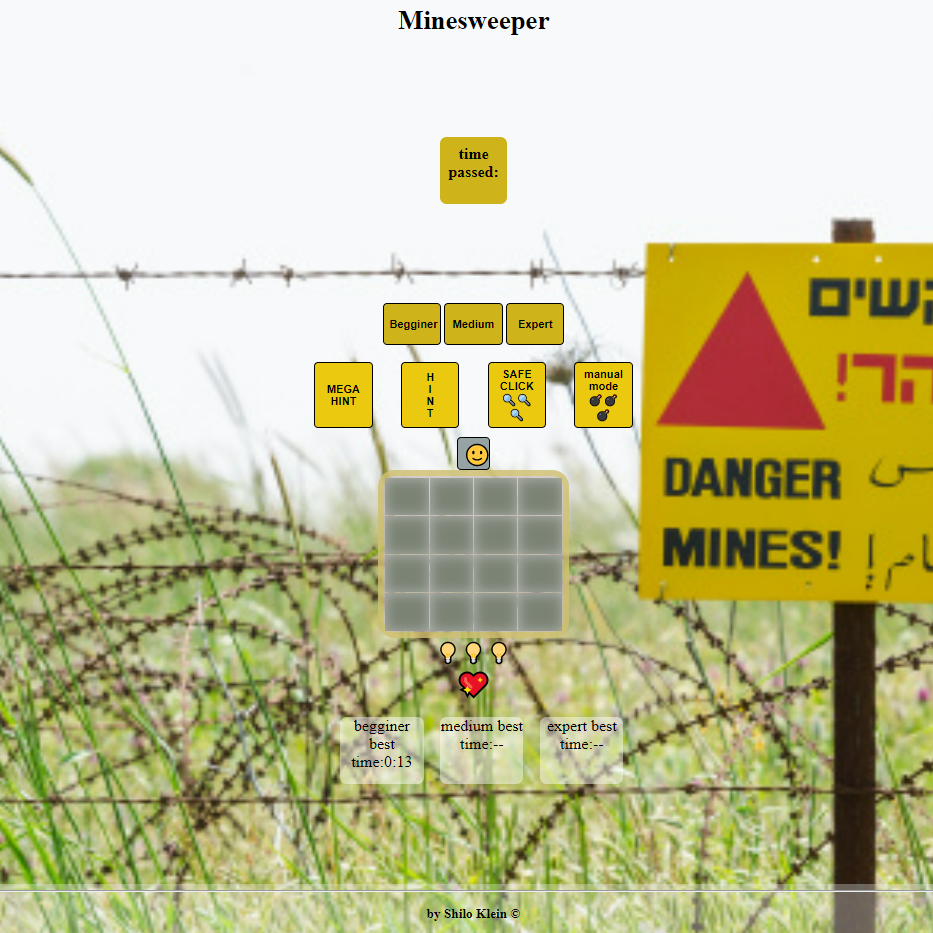 Minesweeper
time
passed:
Begginer
Medium
Expert
MEGA
HINT
H
I
N
T
SAFE
CLICK
manual
mode
DANGER
MINES!
begginer
best
time:0:13
medium best
time:--
expert best
time:--
by Shilo Klein ©